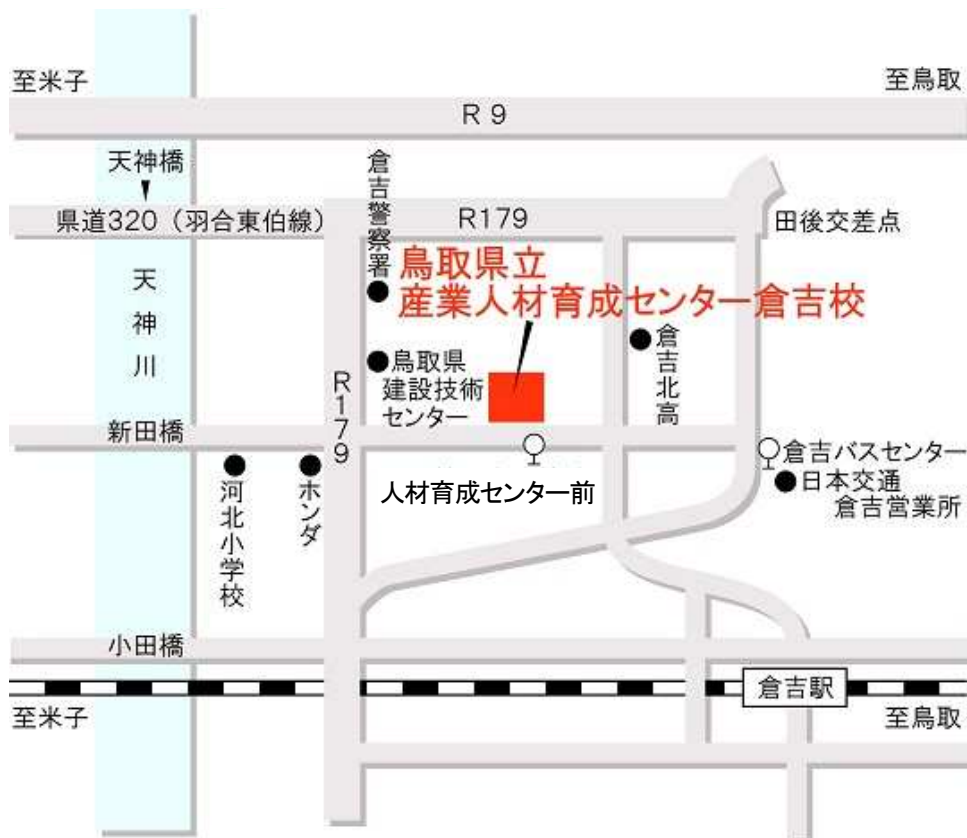 至米子
至鳥取
R 9
天神橋
県道320（羽合東伯線）
R179
田後交差点
倉吉警察署
鳥取県立
産業人材育成センター倉吉校
天神川
鳥取県
建設技術
センター
倉吉北高
R179
新田橋
人材育成センター前
倉吉バスセンター
日本交通
倉吉営業所
河北小学校
ホンダ
小田橋
倉吉駅
至米子
至鳥取